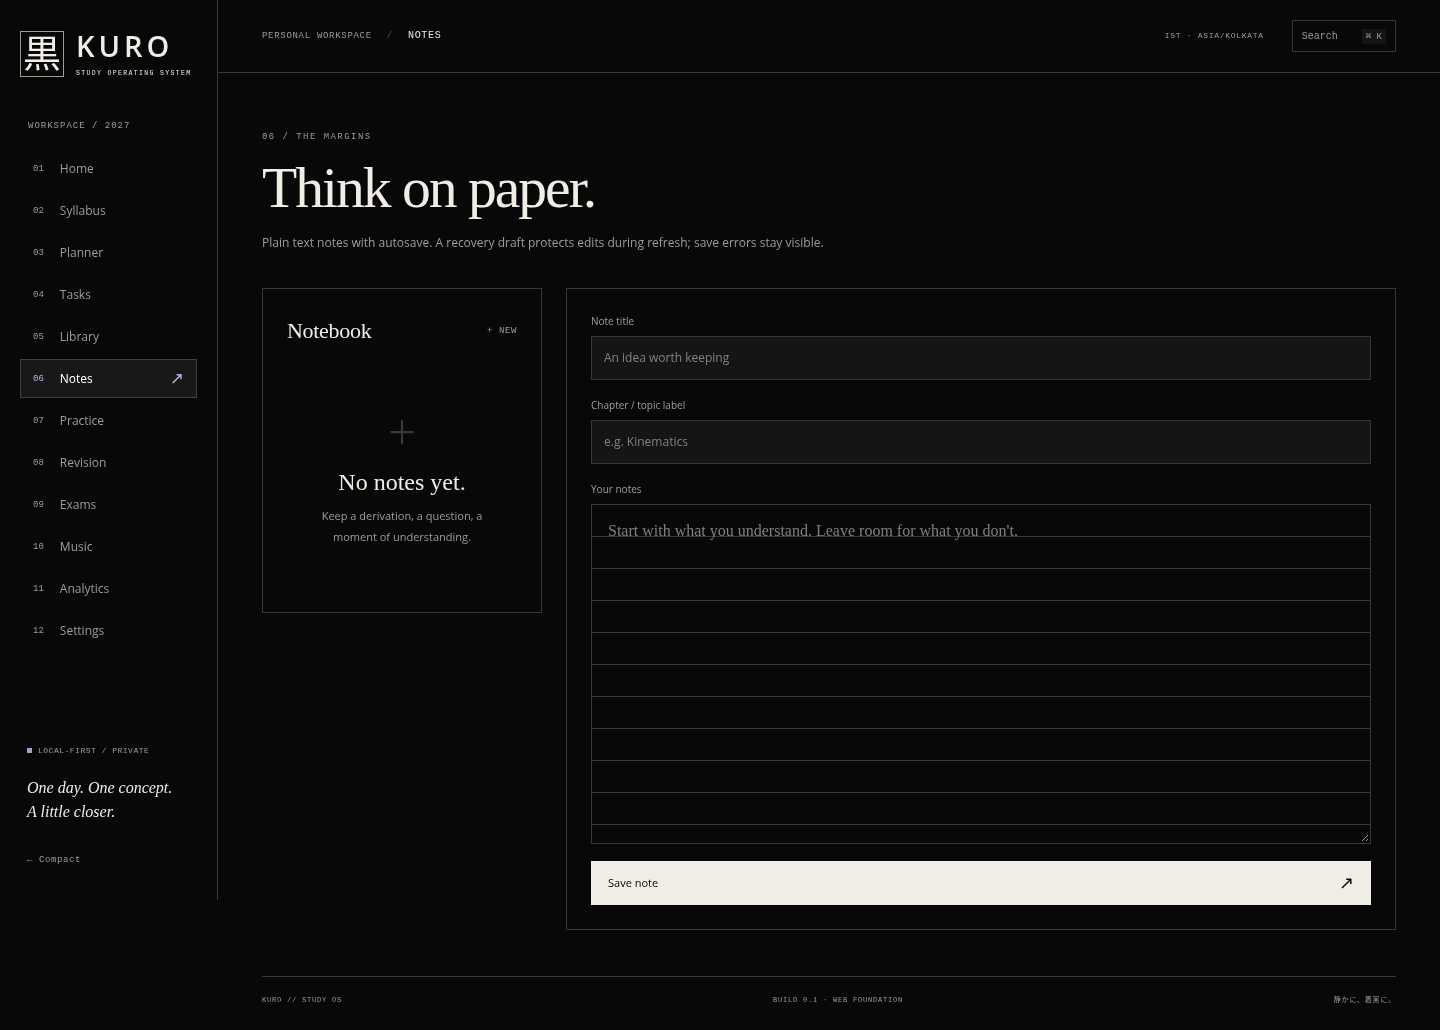 黒 KURO
STUDY OPERATING SYSTEM
WORKSPACE / 2027
01 Home
02 Syllabus
03 Planner
04 Tasks
05 Library
06 Notes ↗
07 Practice
08 Revision
09 Exams
10 Music
11 Analytics
12 Settings
LOCAL-FIRST / PRIVATE
One day. One concept.
A little closer.
← Compact
PERSONAL WORKSPACE / NOTES
IST · ASIA/KOLKATA
Search ⌘ K
06 / THE MARGINS
Think on paper.
Plain text notes with autosave. A recovery draft protects edits during refresh; save errors stay visible.
Notebook
+ NEW
No notes yet.
Keep a derivation, a question, a
moment of understanding.
Note title
An idea worth keeping
Chapter / topic label
e.g. Kinematics
Your notes
Start with what you understand. Leave room for what you don't.
Save note ↗
KURO // STUDY OS
BUILD 0.1 · WEB FOUNDATION
静かに、着実に。